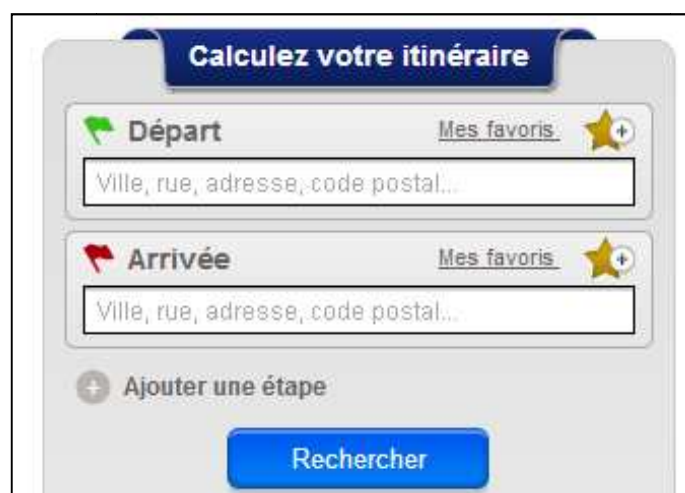 Calculez votre itinéraire
Départ Mes favoris
Ville, rue, adresse, code postal...
Arrivée Mes favoris
Ville, rue, adresse, code postal...
Ajouter une étape
Rechercher